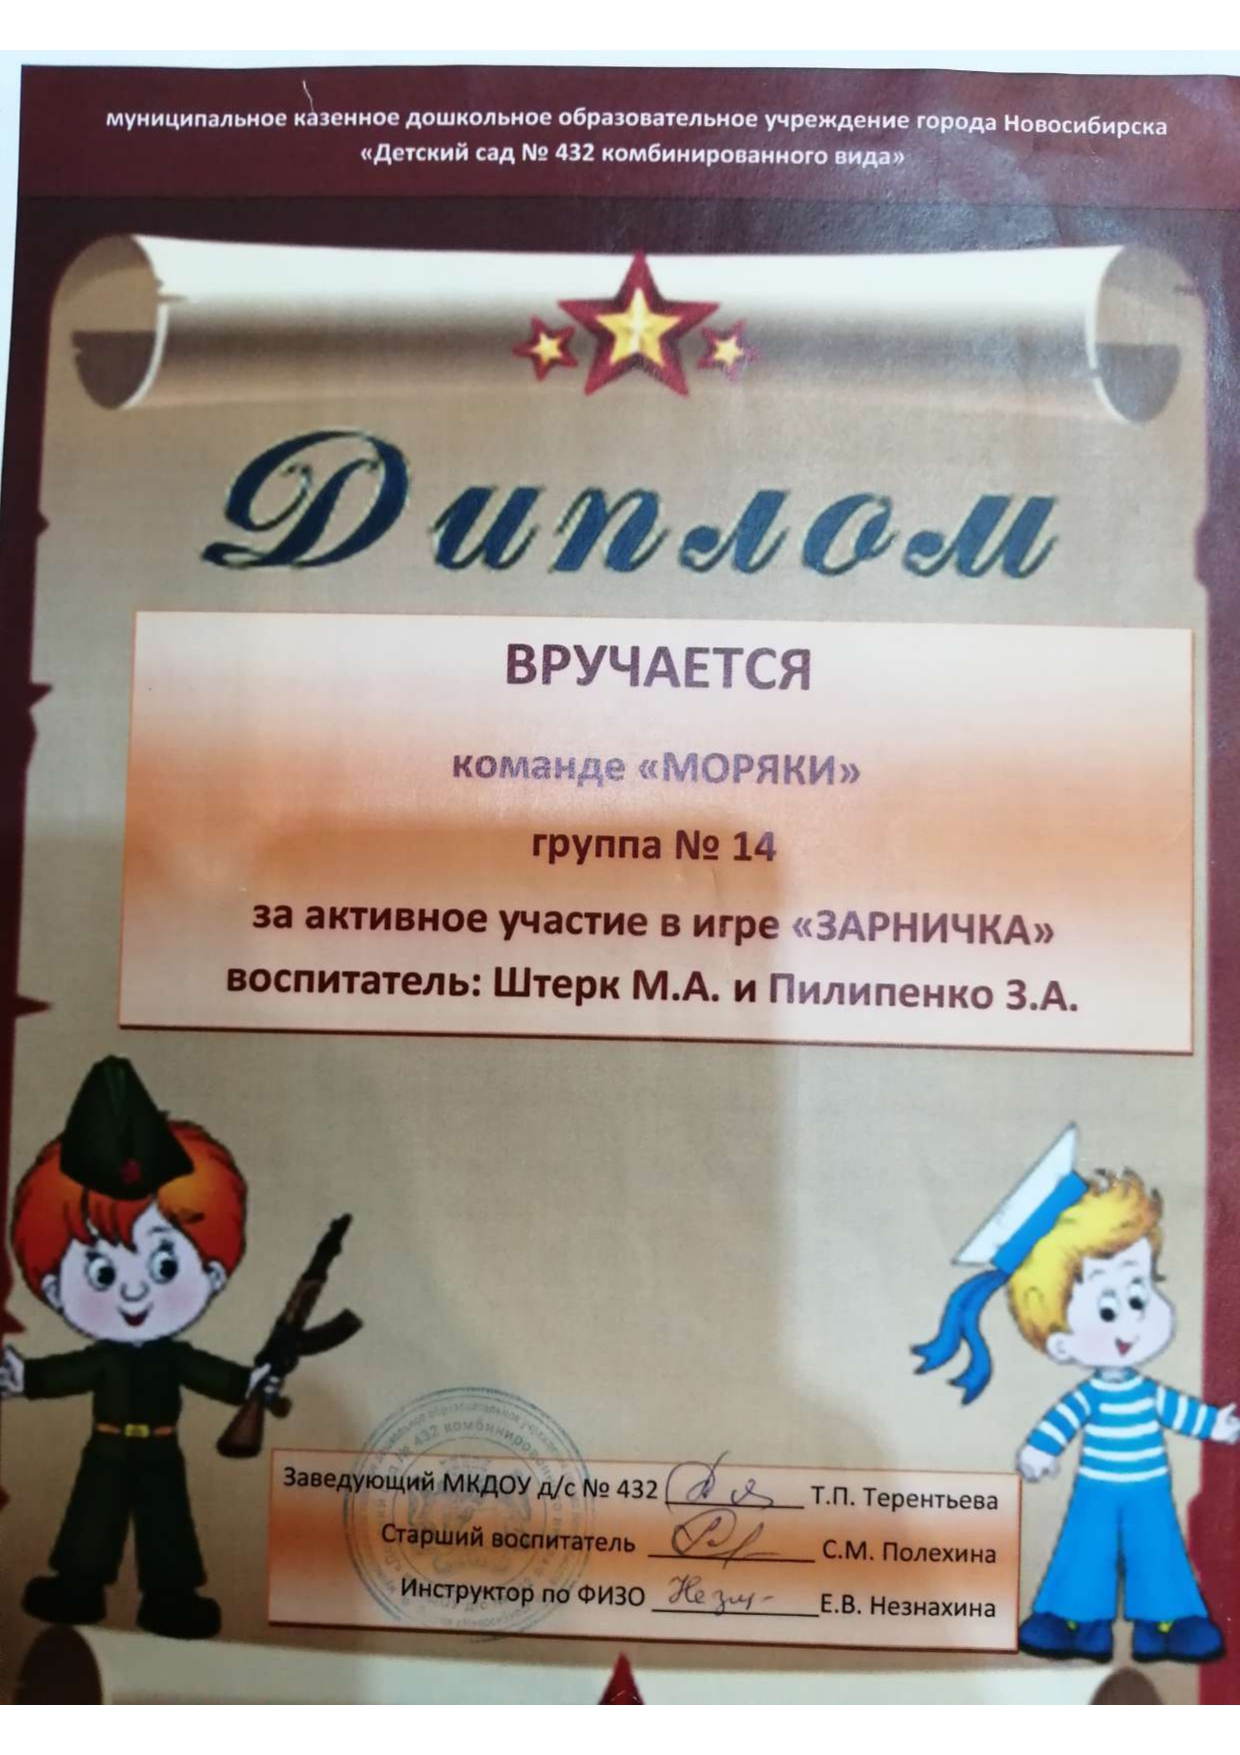 муниципальное казенное дошкольное образовательное учреждение города Новосибирска
«Детский сад № 432 комбинированного вида»
Диплом
ВРУЧАЕТСЯ
команде «МОРЯКИ»
группа № 14
за активное участие в игре «ЗАРНИЧКА»
воспитатель: Штерк М.А. и Пилипенко З.А.
Заведующий МКДОУ д/с № 432 Т.П. Терентьева
Старший воспитатель С.М. Полехина
Инструктор по ФИЗО Е.В. Незнахина